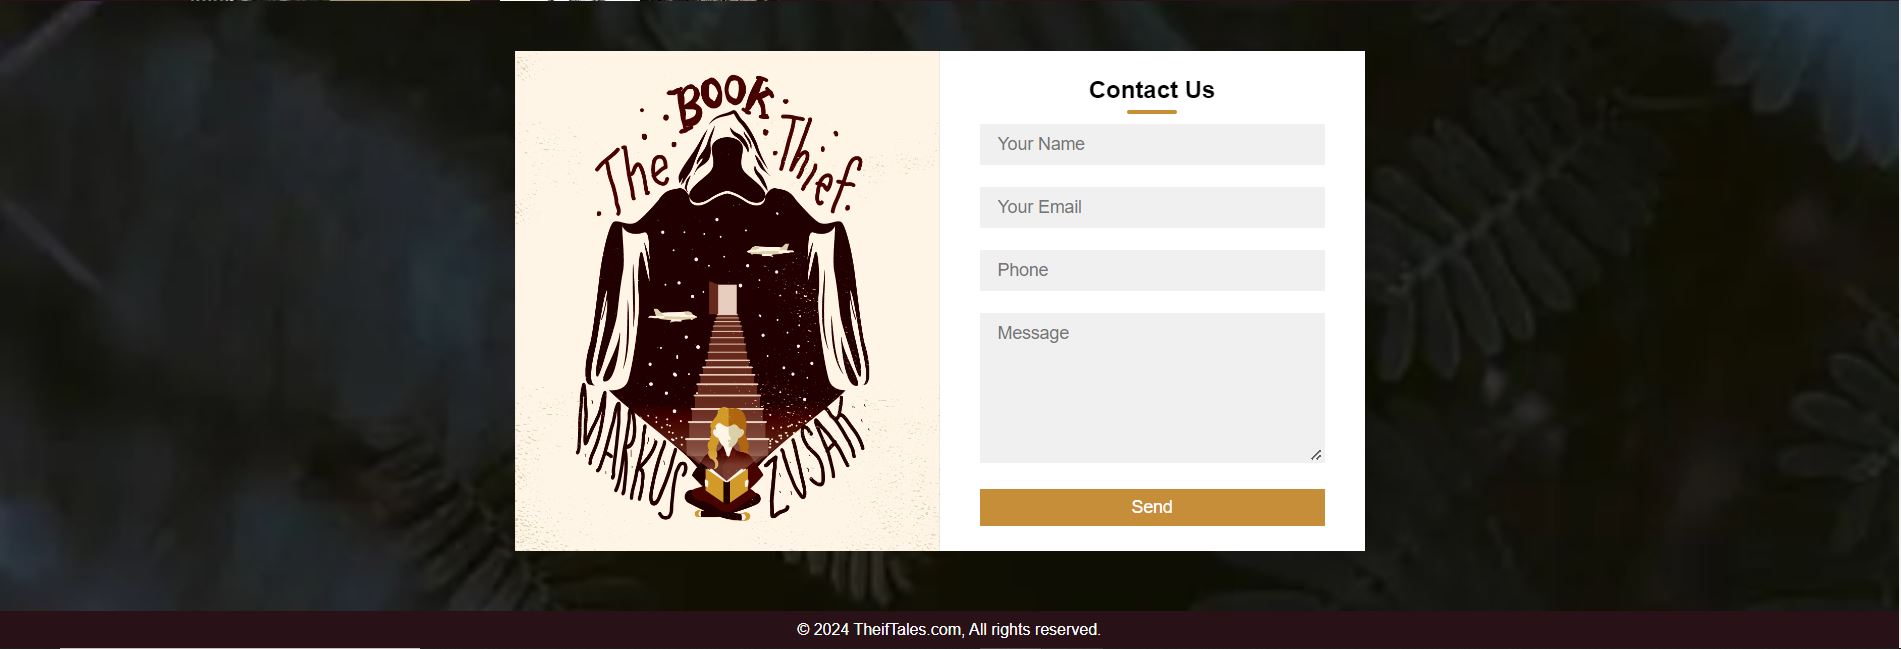 The BOOK Thief
MARKUS ZUSAK
Contact Us
Your Name
Your Email
Phone
Message
Send
© 2024 TheifTales.com, All rights reserved.